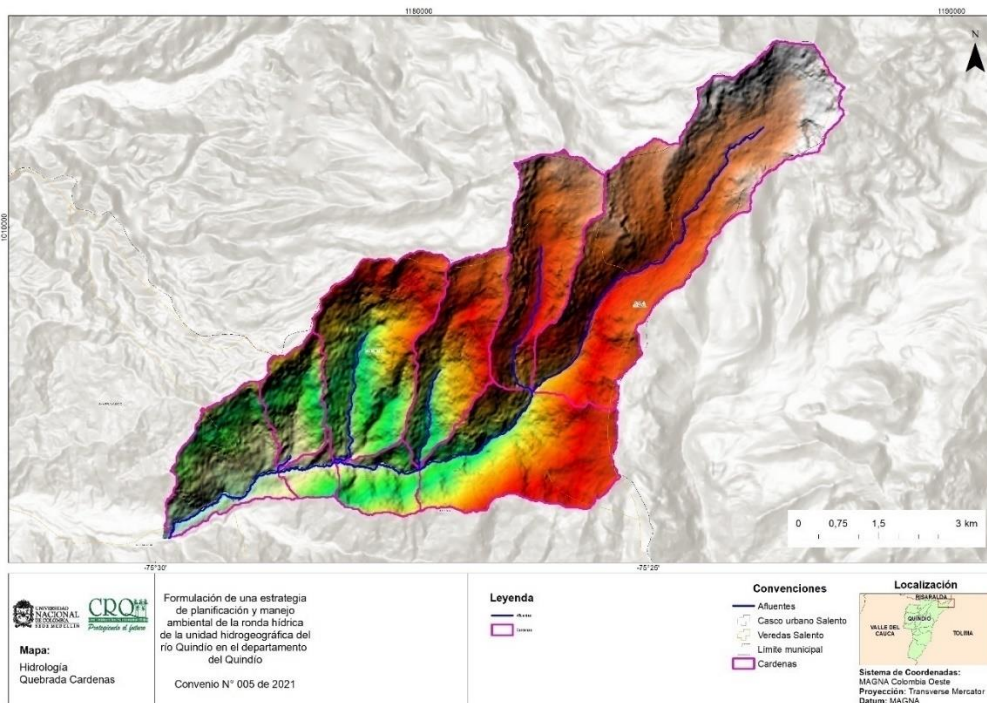 1180000
1190000
N
1010000
0 0,75 1,5 3 km
-75°30'
-75°25'
UNIVERSIDAD
NACIONAL
DE COLOMBIA
SEDE MEDELLÍN
CRQ
Protegiendo el futuro
Mapa:
Hidrología
Quebrada Cardenas
Formulación de una estrategia
de planificación y manejo
ambiental de la ronda hídrica
de la unidad hidrogeográfica del
río Quindío en el departamento
del Quindío
Convenio N° 005 de 2021
Leyenda
Afluentes
Cardenas
Convenciones
Afluentes
Casco urbano Salento
Veredas Salento
Limite municipal
Cardenas
Localización
RISARALDA
VALLE DEL
CAUCA
QUINDIO
TOLIMA
Sistema de Coordenadas:
MAGNA Colombia Oeste
Proyección: Transverse Mercator
Datum: MAGNA